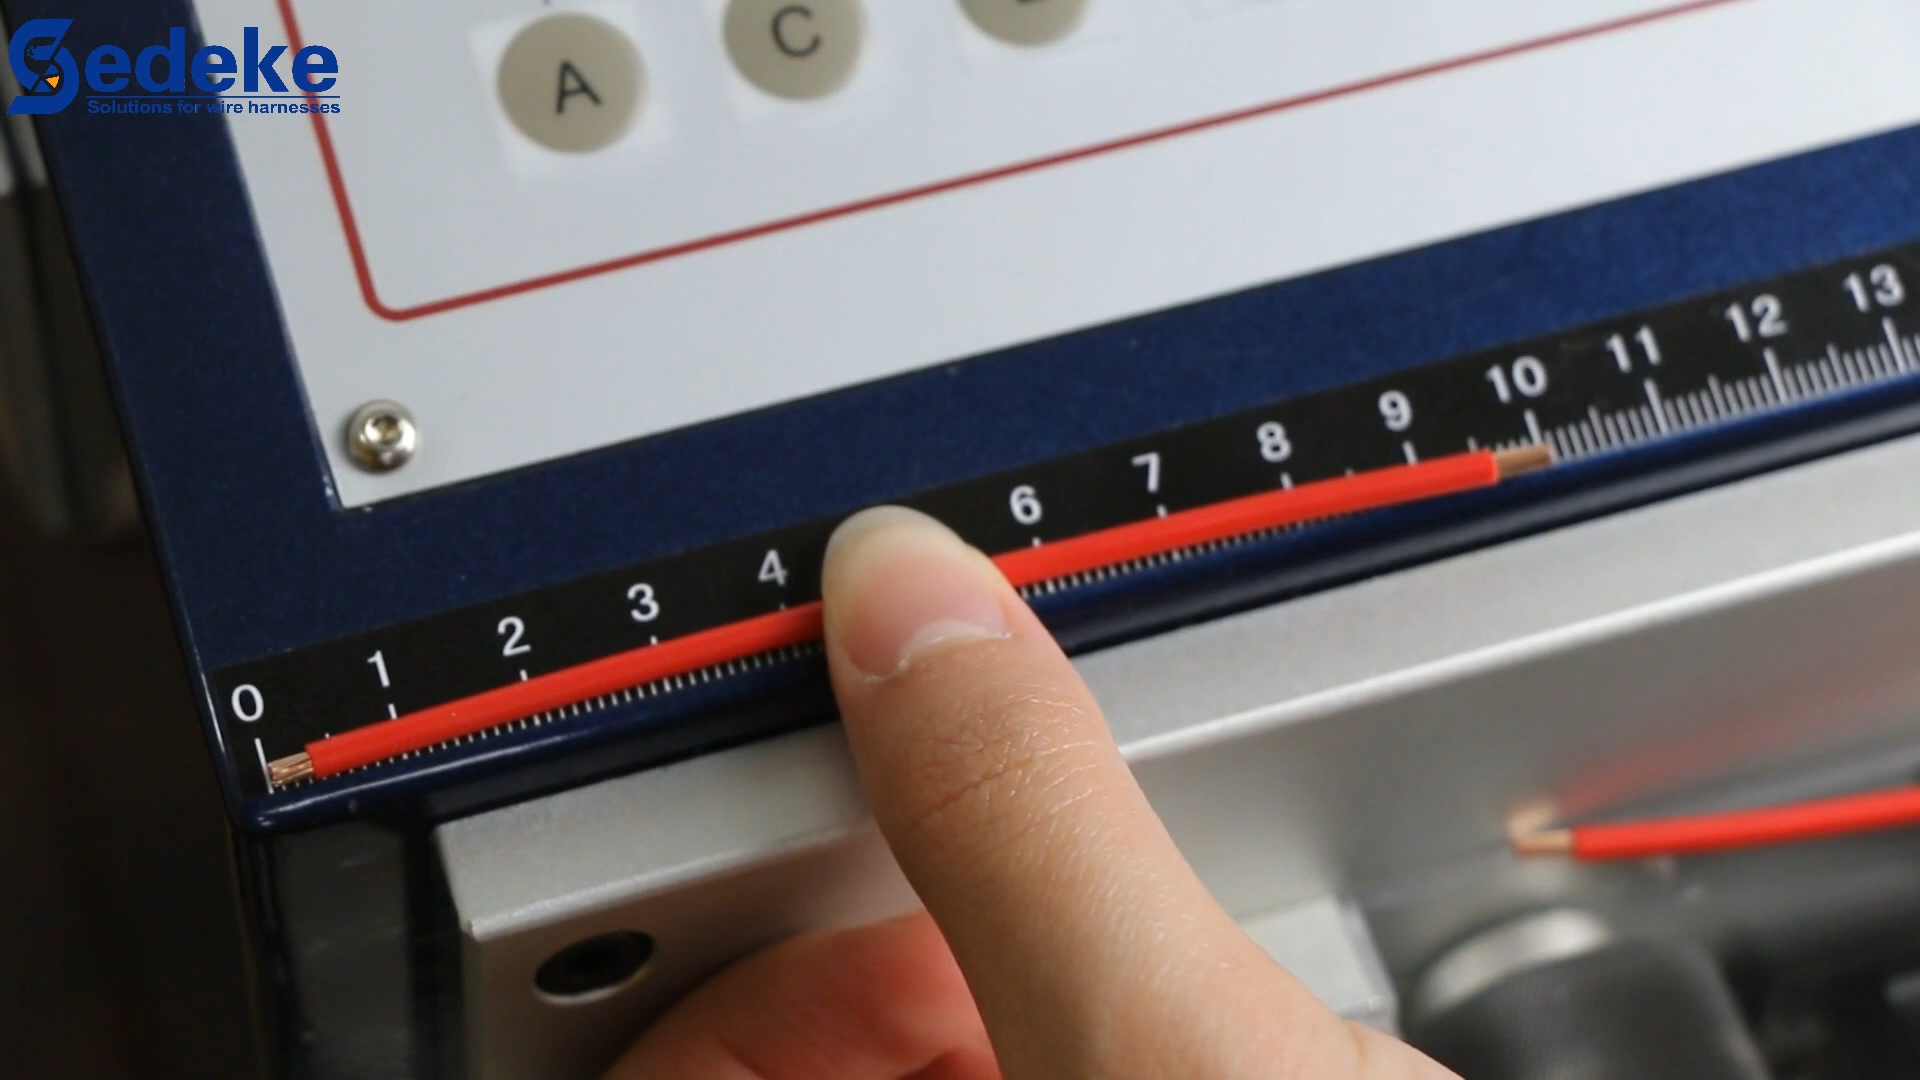 Sedeke
Solutions for wire harnesses
A
C
0 1 2 3 4 6 7 8 9 10 11 12 13